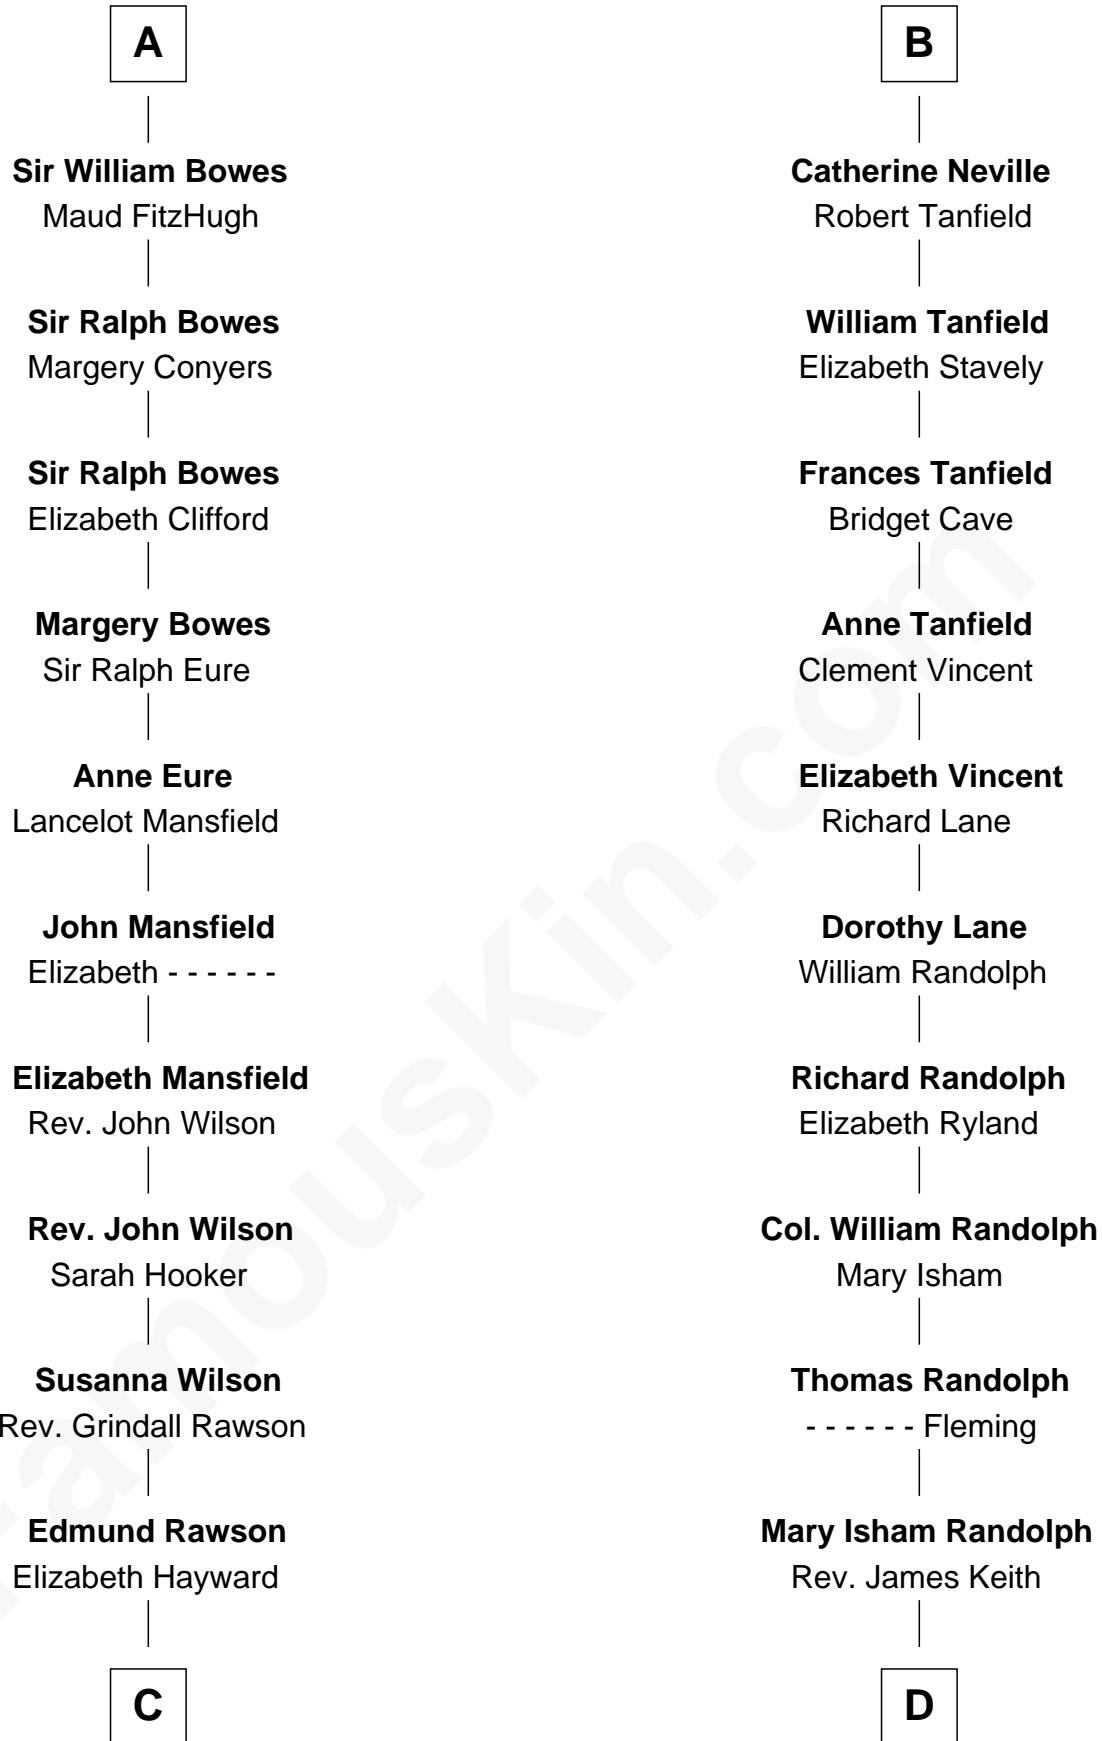 A
Sir William Bowes
Maud FitzHugh
Sir Ralph Bowes
Margery Conyers
Sir Ralph Bowes
Elizabeth Clifford
Margery Bowes
Sir Ralph Eure
Anne Eure
Lancelot Mansfield
John Mansfield
Elizabeth - - - - - -
Elizabeth Mansfield
Rev. John Wilson
Rev. John Wilson
Sarah Hooker
Susanna Wilson
Rev. Grindall Rawson
Edmund Rawson
Elizabeth Hayward
C
B
Catherine Neville
Robert Tanfield
William Tanfield
Elizabeth Stavely
Frances Tanfield
Bridget Cave
Anne Tanfield
Clement Vincent
Elizabeth Vincent
Richard Lane
Dorothy Lane
William Randolph
Richard Randolph
Elizabeth Ryland
Col. William Randolph
Mary Isham
Thomas Randolph
- - - - - - Fleming
Mary Isham Randolph
Rev. James Keith
D
FamousKin.com